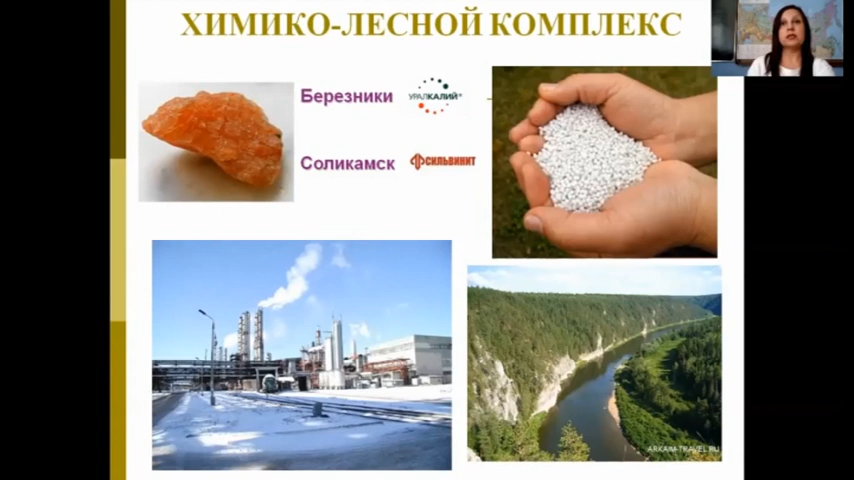 ХИМИКО-ЛЕСНОЙ КОМПЛЕКС
Березники
УРАЛКАЛИЙ
Соликамск
СИЛЬВИНИТ
ARKAIM-TRAVEL.RU